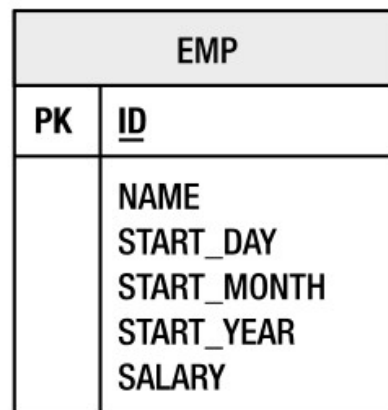 EMP
PK ID
NAME
START_DAY
START_MONTH
START_YEAR
SALARY